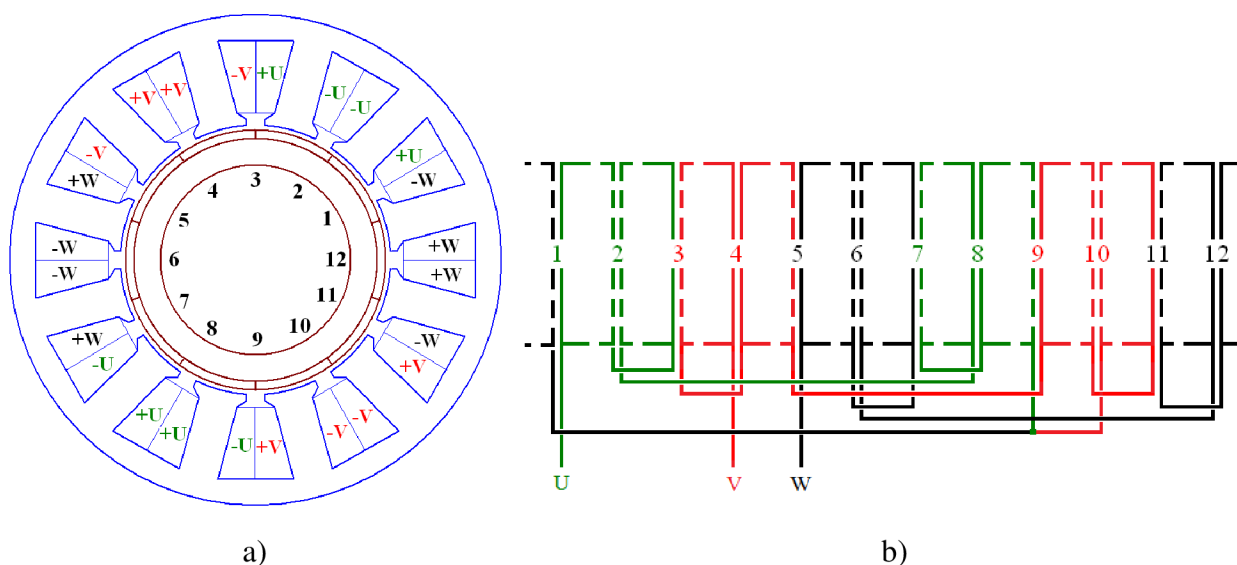 -V +U
+V +V
-U -U
-V +W
+U -W
-W -W
+W +W
+W -U
-W +V
+U +U
-U +V
-V -V
3
4 2
5 1
6 12
7 11
8 10
9
1 2 3 4 5 6 7 8 9 10 11 12
U V W
a) b)